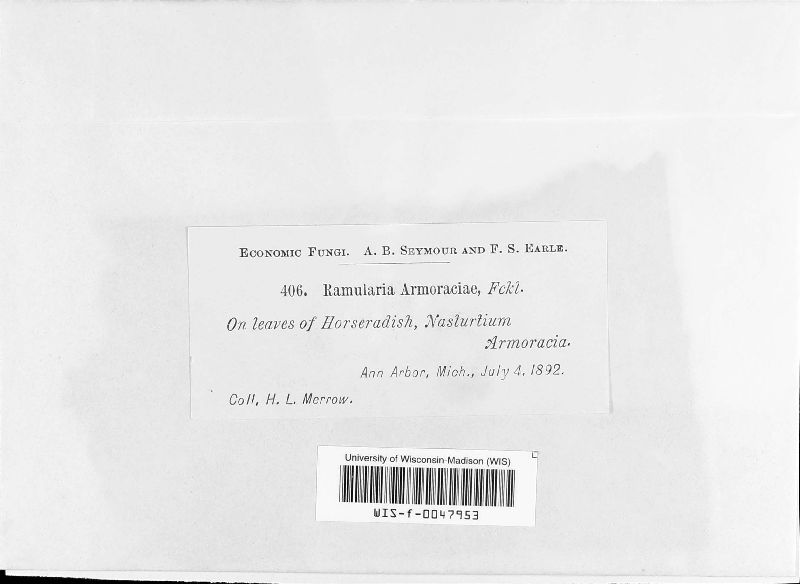 Economic Fungi. A. B. Seymour and F. S. Earle.
406. Ramularia Armoraciae, Fckl.
On leaves of Horseradish, Nasturtium
Armoracia.
Ann Arbor, Mich., July 4, 1892.
Coll, H. L. Merrow.
University of Wisconsin-Madison (WIS)
WIS-f-0047953